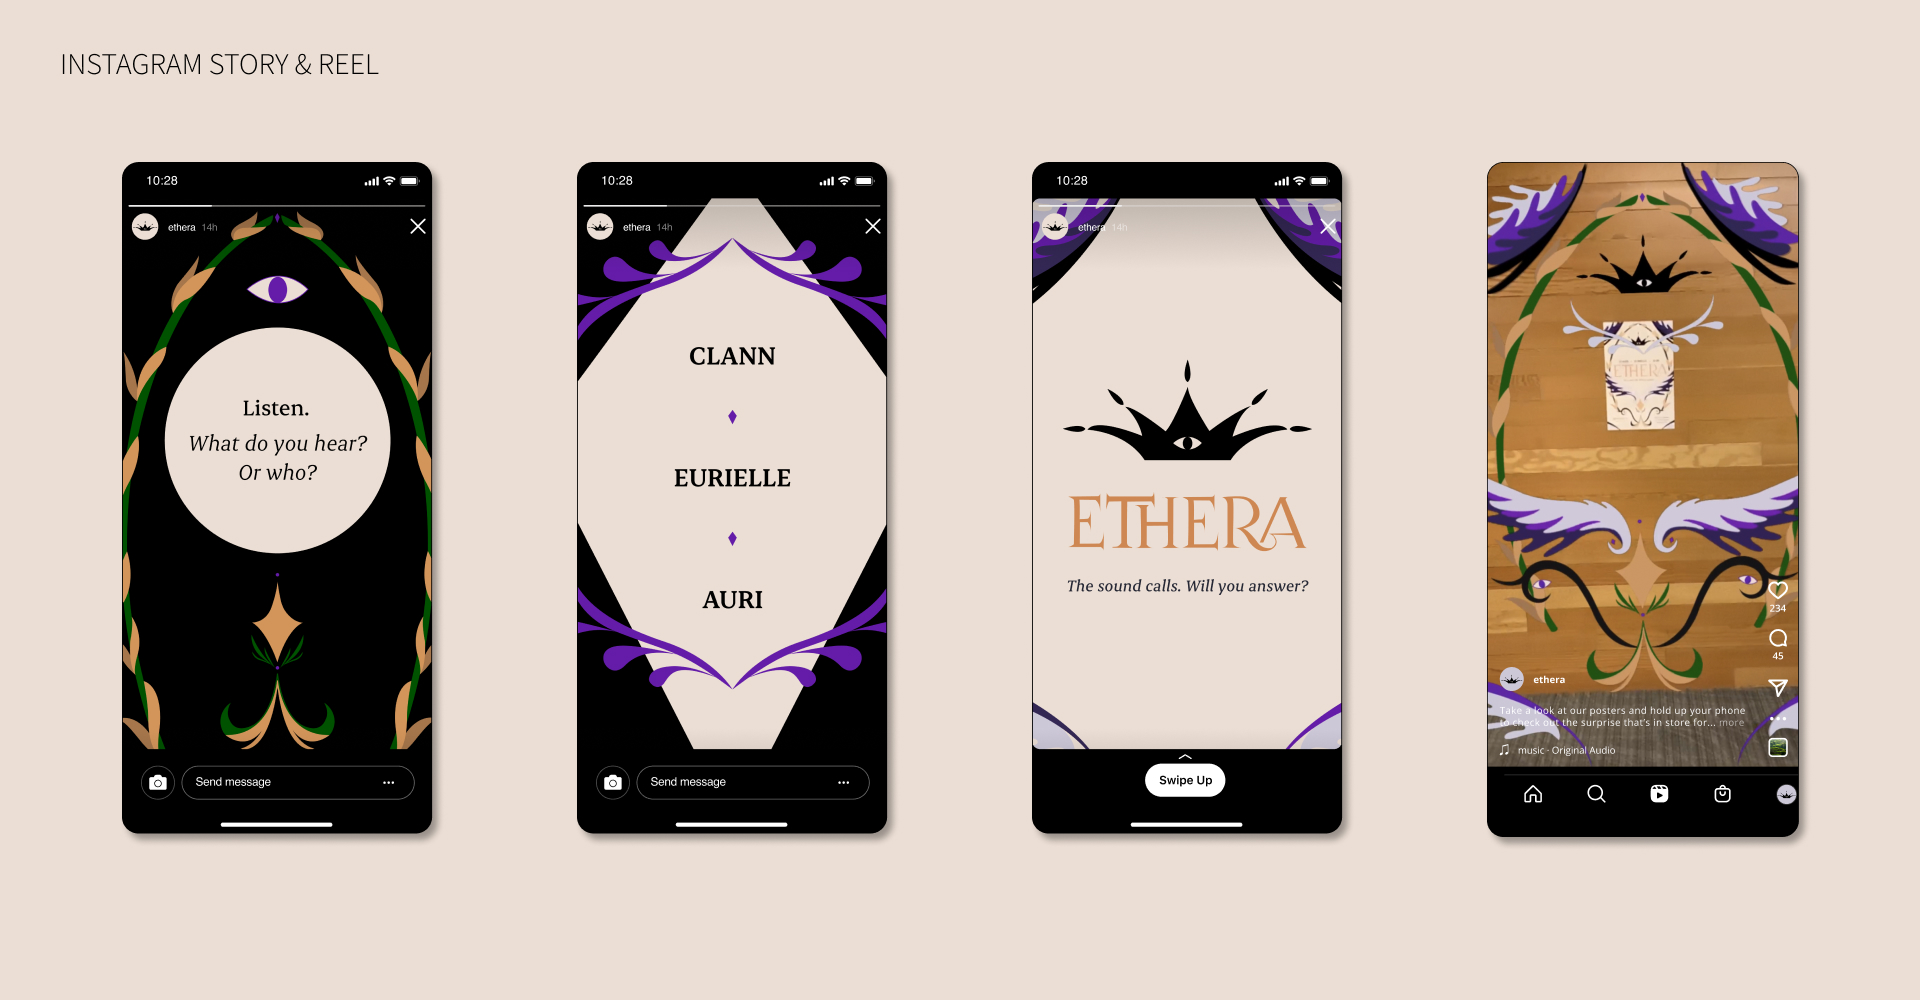 INSTAGRAM STORY & REEL
10:28
ethera 14h
Listen.
What do you hear?
Or who?
Send message
10:28
ethera 14h
CLANN
EURIELLE
AURI
Send message
10:28
ethera 14h
ETHERA
The sound calls. Will you answer?
Swipe Up
ETHERA
234
45
ethera
Take a look at our posters and hold up your phone
to check out the surprise that's in store for... more
music · Original Audio